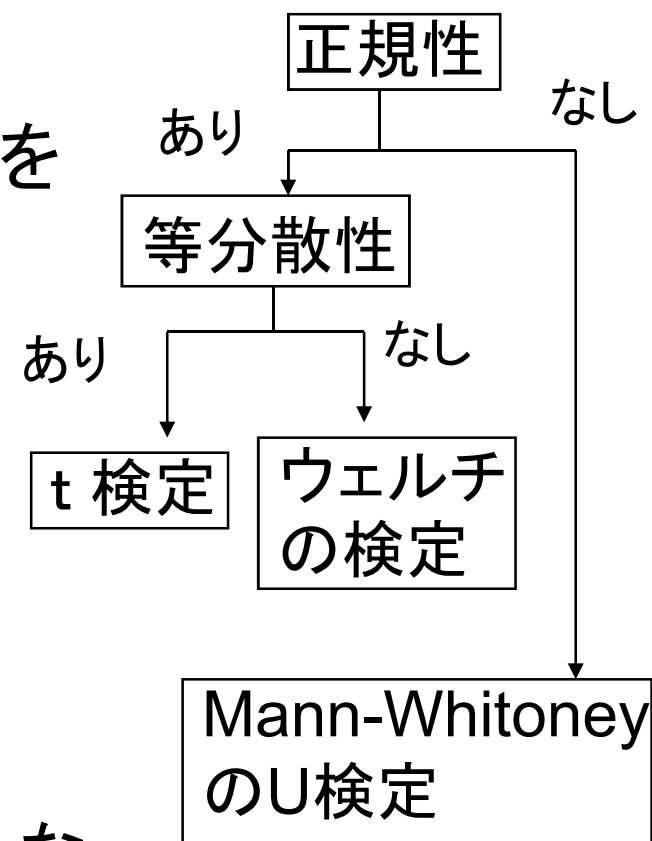 正規性
なし
あり
を
等分散性
あり
なし
t 検定
ウェルチ
の検定
Mann-Whitoney
のU検定